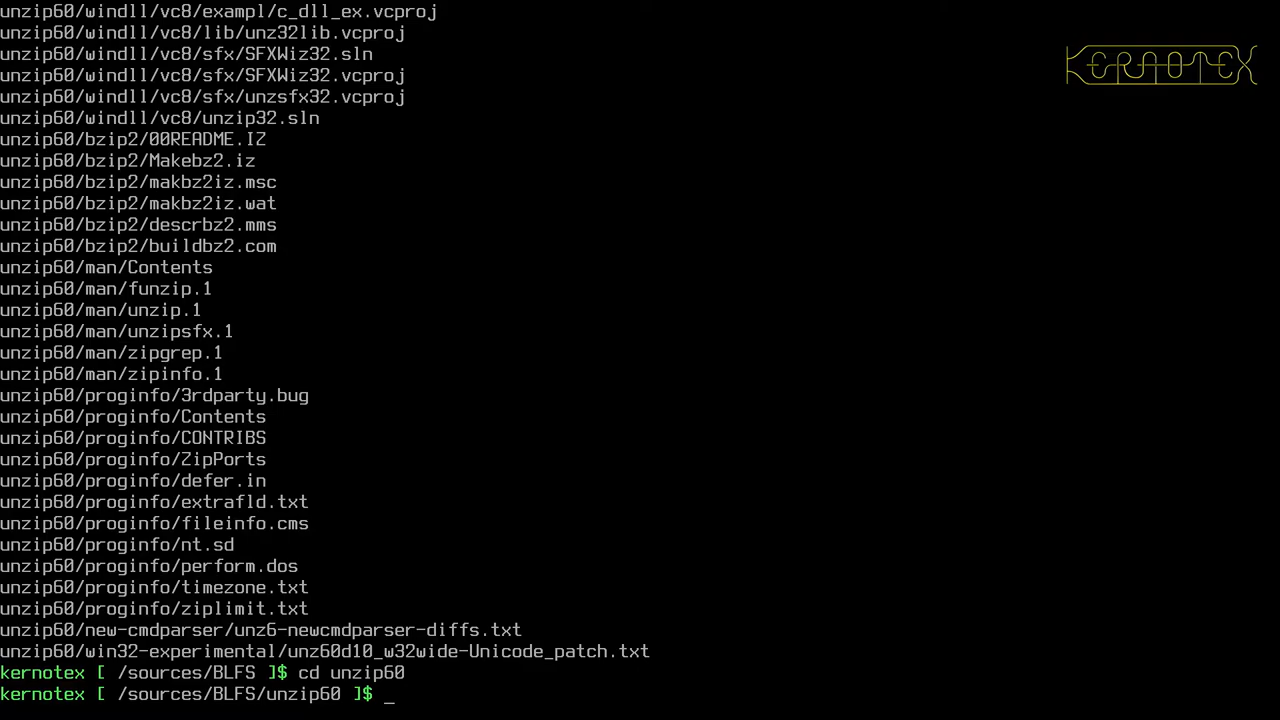 unzip60/windll/vc8/exampl/c_dll_ex.vcproj
unzip60/windll/vc8/lib/unz32lib.vcproj
unzip60/windll/vc8/sfx/SFXWiz32.sln
KERNOTEX
unzip60/windll/vc8/sfx/SFXWiz32.vcproj
unzip60/windll/vc8/sfx/unzsfx32.vcproj
unzip60/windll/vc8/unzip32.sln
unzip60/bzip2/00README.IZ
unzip60/bzip2/Makebz2.iz
unzip60/bzip2/makbz2iz.msc
unzip60/bzip2/makbz2iz.wat
unzip60/bzip2/descrbz2.mms
unzip60/bzip2/buildbz2.com
unzip60/man/Contents
unzip60/man/funzip.1
unzip60/man/unzip.1
unzip60/man/unzipsfx.1
unzip60/man/zipgrep.1
unzip60/man/zipinfo.1
unzip60/proginfo/3rdparty.bug
unzip60/proginfo/Contents
unzip60/proginfo/CONTRIBS
unzip60/proginfo/ZipPorts
unzip60/proginfo/defer.in
unzip60/proginfo/extrafld.txt
unzip60/proginfo/fileinfo.cms
unzip60/proginfo/nt.sd
unzip60/proginfo/perform.dos
unzip60/proginfo/timezone.txt
unzip60/proginfo/ziplimit.txt
unzip60/new-cmdparser/unz6-newcmdparser-diffs.txt
unzip60/win32-experimental/unz60d10_w32wide-Unicode_patch.txt
kernotex [ /sources/BLFS ]$ cd unzip60
kernotex [ /sources/BLFS/unzip60 ]$ _